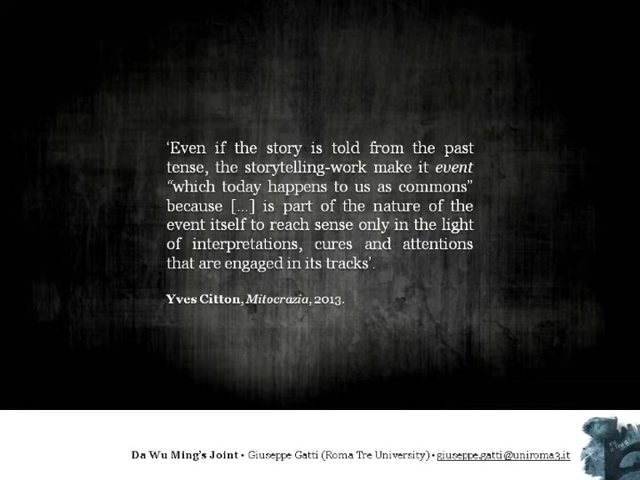 ‘Even if the story is told from the past
tense, the storytelling-work make it event
“which today happens to us as commons”
because [...] is part of the nature of the
event itself to reach sense only in the light
of interpretations, cures and attentions
that are engaged in its tracks’.
Yves Citton, Mitocrazia, 2013.
Da Wu Ming’s Joint • Giuseppe Gatti (Roma Tre University) • giuseppe.gatti@uniroma3.it